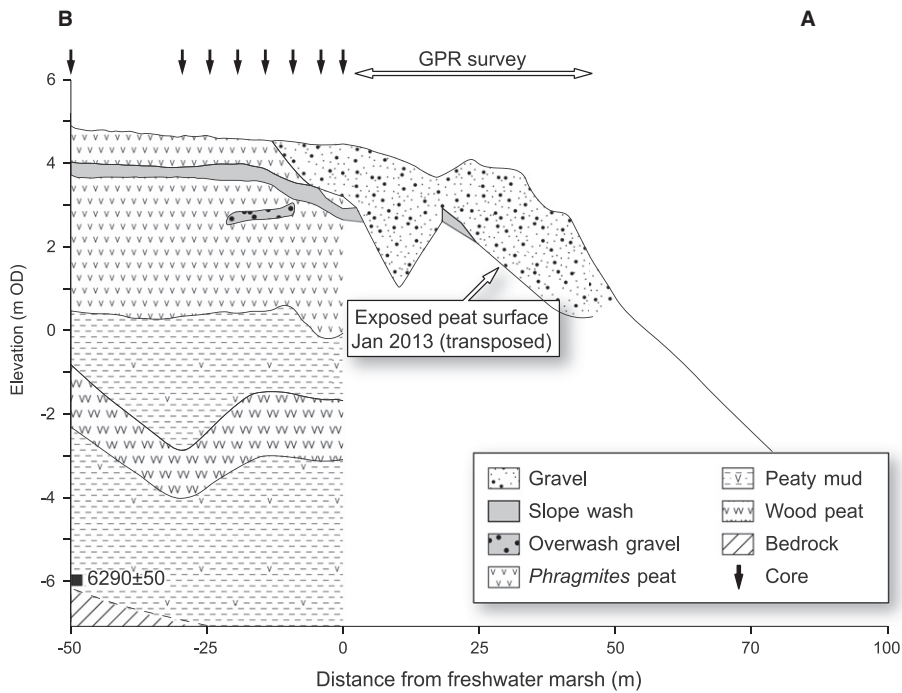 B
A
GPR survey
6
4
2
0
-2
-4
-6
Elevation (m OD)
Exposed peat surface
Jan 2013 (transposed)
6290±50
Gravel
Slope wash
Overwash gravel
Phragmites peat
Peaty mud
Wood peat
Bedrock
Core
-50
-25
0
25
50
70
100
Distance from freshwater marsh (m)